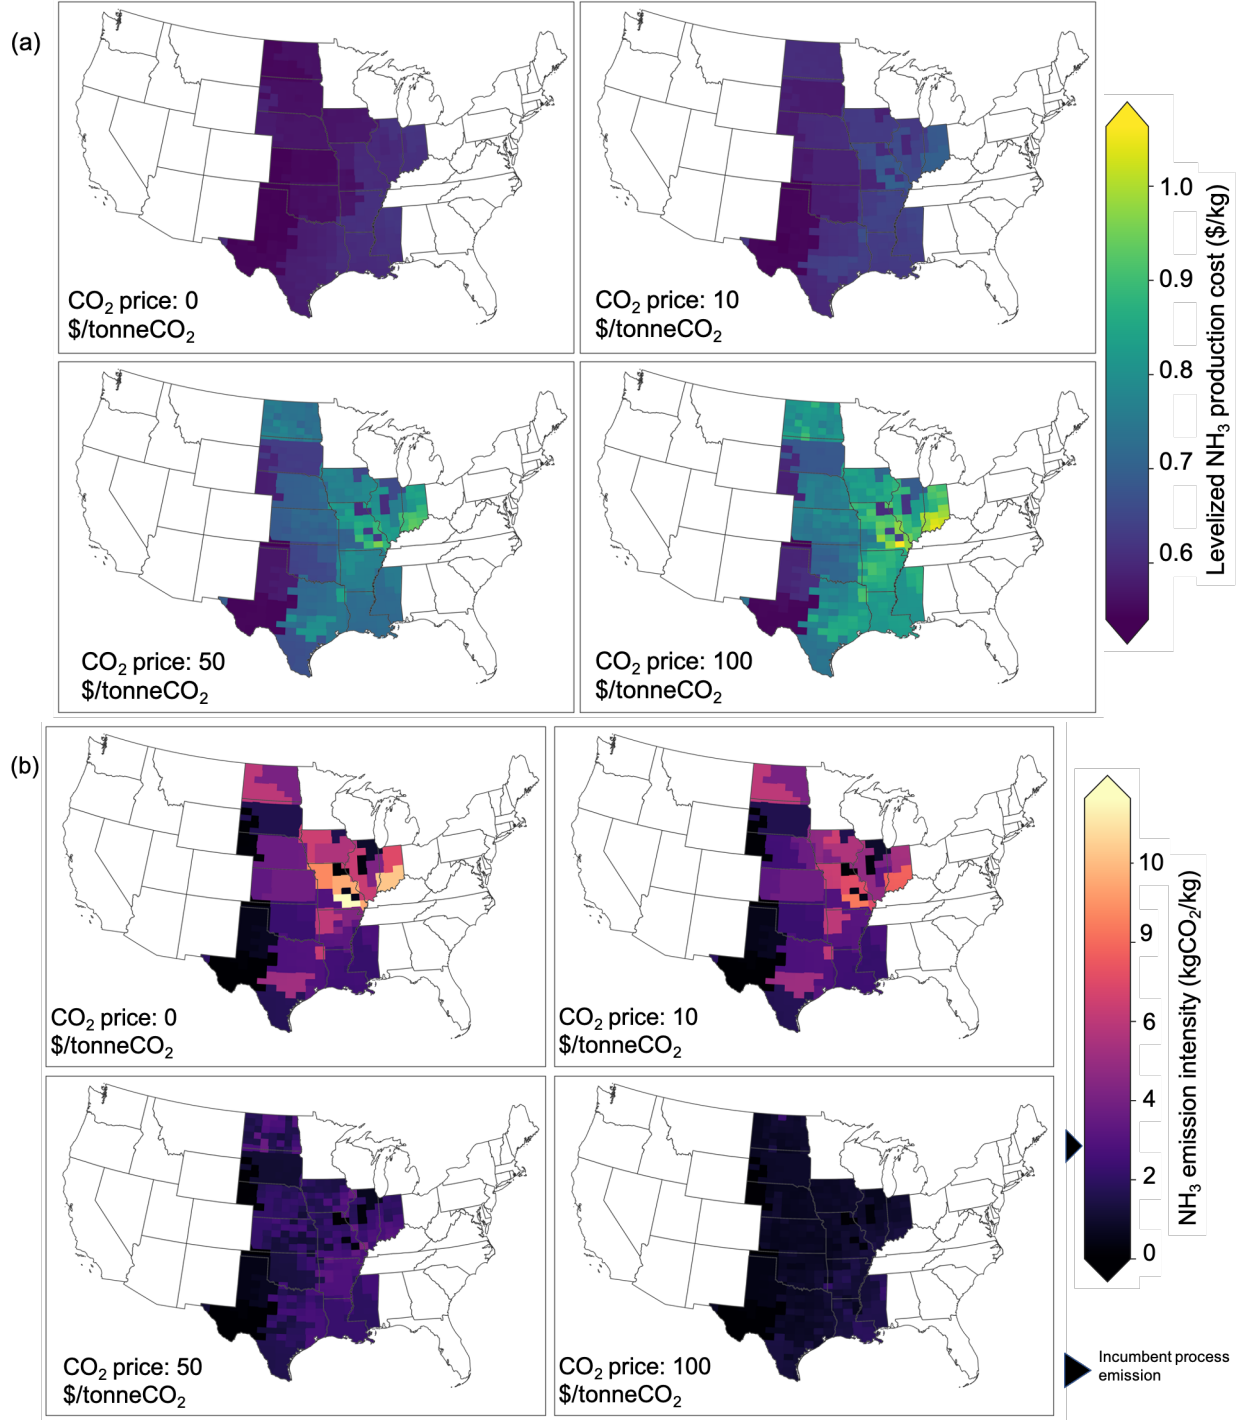 (a)
CO₂ price: 0
$/tonneCO₂
CO₂ price: 10
$/tonneCO₂
CO₂ price: 50
$/tonneCO₂
CO₂ price: 100
$/tonneCO₂
1.0
0.9
0.8
0.7
0.6
Levelized NH₃ production cost ($/kg)
(b)
CO₂ price: 0
$/tonneCO₂
CO₂ price: 10
$/tonneCO₂
CO₂ price: 50
$/tonneCO₂
CO₂ price: 100
$/tonneCO₂
10
9
6
4
2
0
NH₃ emission intensity (kgCO₂/kg)
Incumbent process
emission